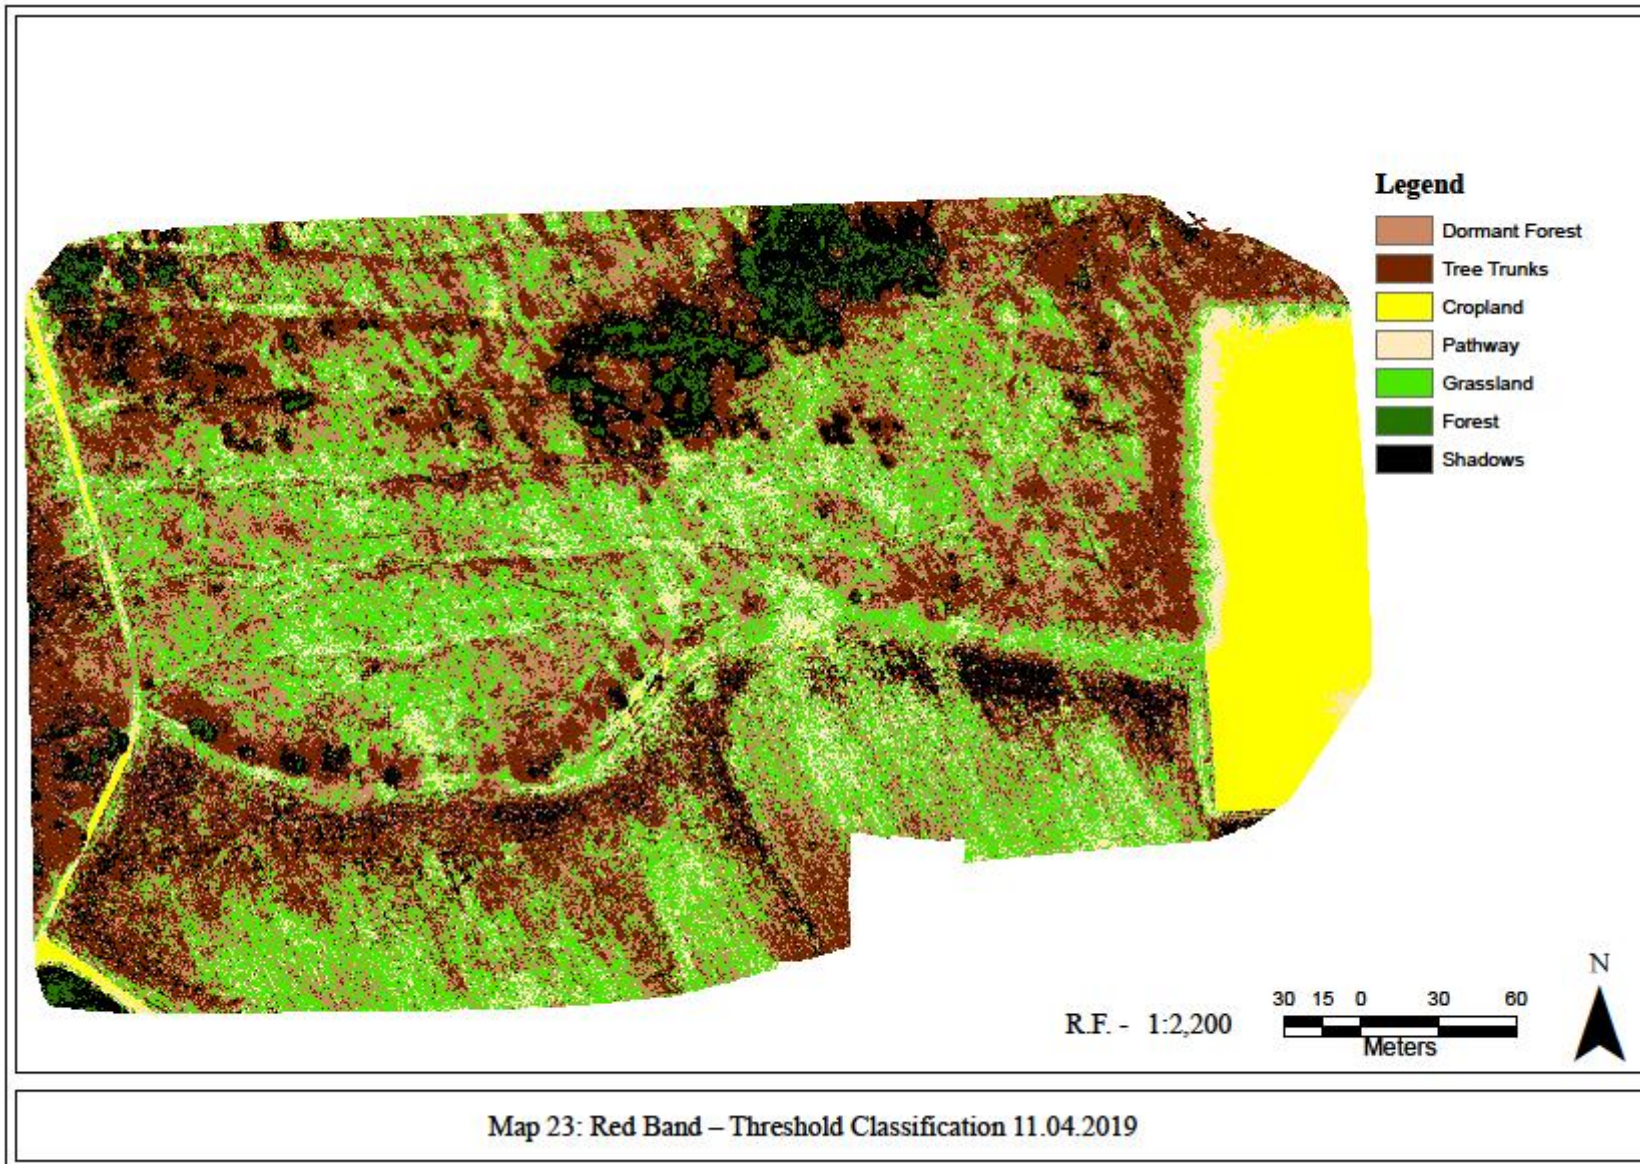 Legend
Dormant Forest
Tree Trunks
Cropland
Pathway
Grassland
Forest
Shadows
N
30 15 0 30 60
R.F. - 1:2,200
Meters
Map 23: Red Band – Threshold Classification 11.04.2019